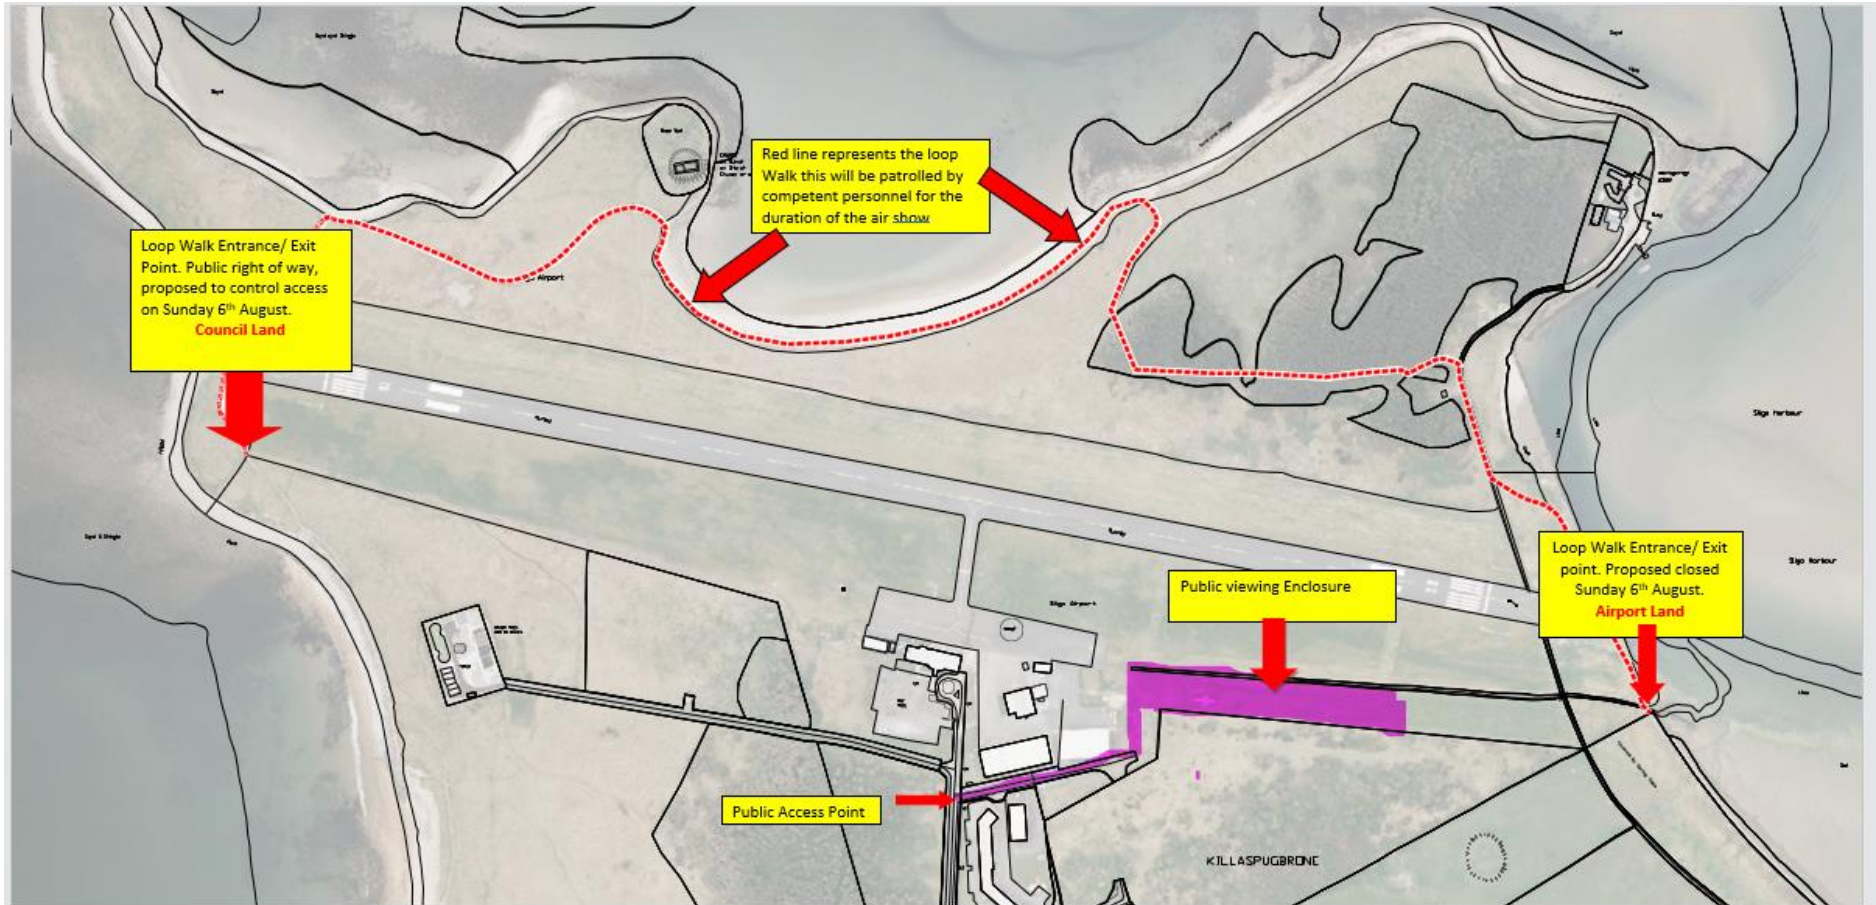 Sand
Sand
Red line represents the loop
Walk this will be patrolled by
competent personnel for the
duration of the air show
Loop Walk Entrance/ Exit
Point. Public right of way,
proposed to control access
on Sunday 6th August.
Council Land
Airport
Sligo Harbour
Sligo Harbour
Loop Walk Entrance/ Exit
point. Proposed closed
Sunday 6th August.
Airport Land
Public viewing Enclosure
Sligo Airport
Public Access Point
KILLASPUGBRONE